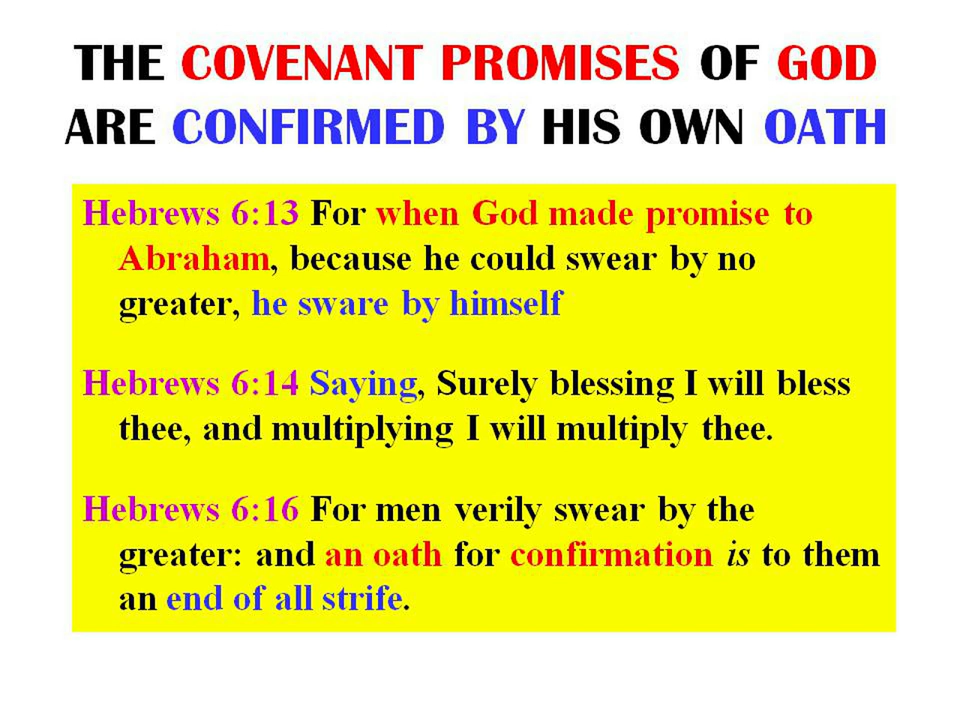 THE COVENANT PROMISES OF GOD
ARE CONFIRMED BY HIS OWN OATH
Hebrews 6:13 For when God made promise to
Abraham, because he could swear by no
greater, he sware by himself
Hebrews 6:14 Saying, Surely blessing I will bless
thee, and multiplying I will multiply thee.
Hebrews 6:16 For men verily swear by the
greater: and an oath for confirmation is to them
an end of all strife.